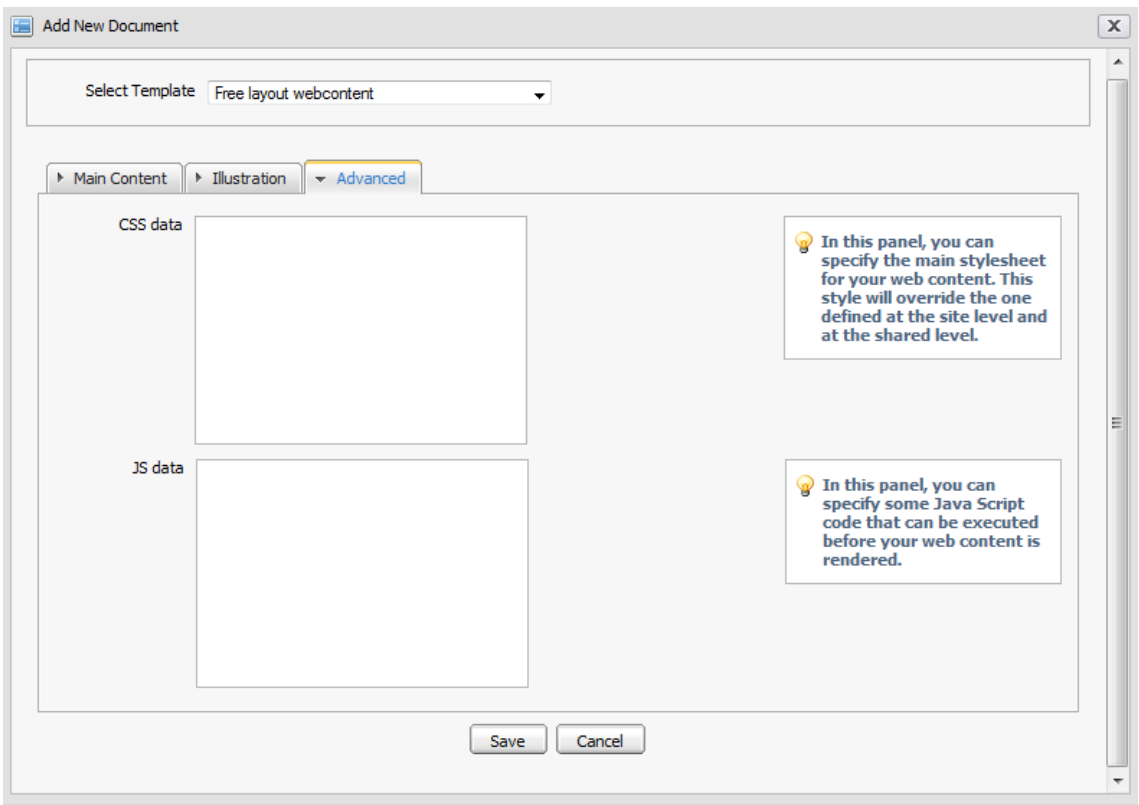 Add New Document
X
Select Template
Free layout webcontent
Main Content
Illustration
Advanced
CSS data
In this panel, you can
specify the main stylesheet
for your web content. This
style will override the one
defined at the site level and
at the shared level.
JS data
In this panel, you can
specify some Java Script
code that can be executed
before your web content is
rendered.
Save
Cancel